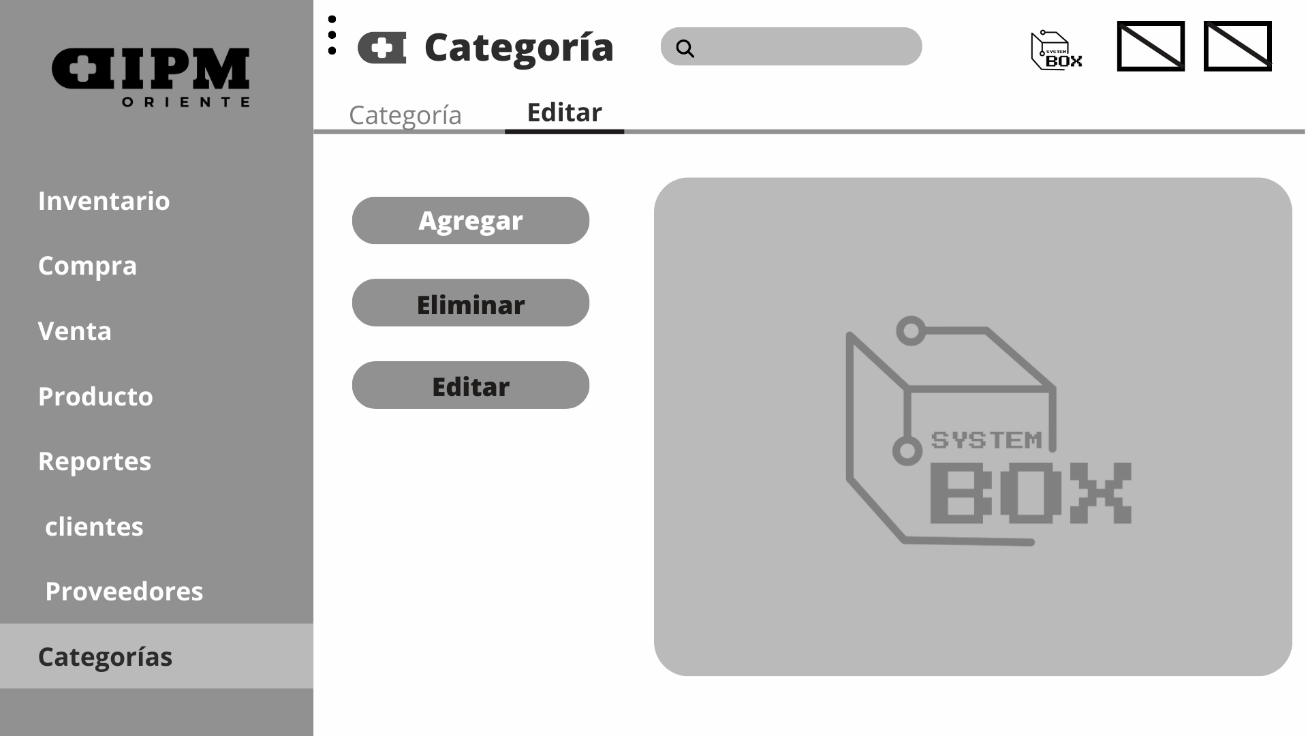 IPM
ORIENTE
Inventario
Compra
Venta
Producto
Reportes
clientes
Proveedores
Categorías
Categoría
SYSTEM
BOX
Categoría
Editar
Agregar
Eliminar
Editar
SYSTEM
BOX